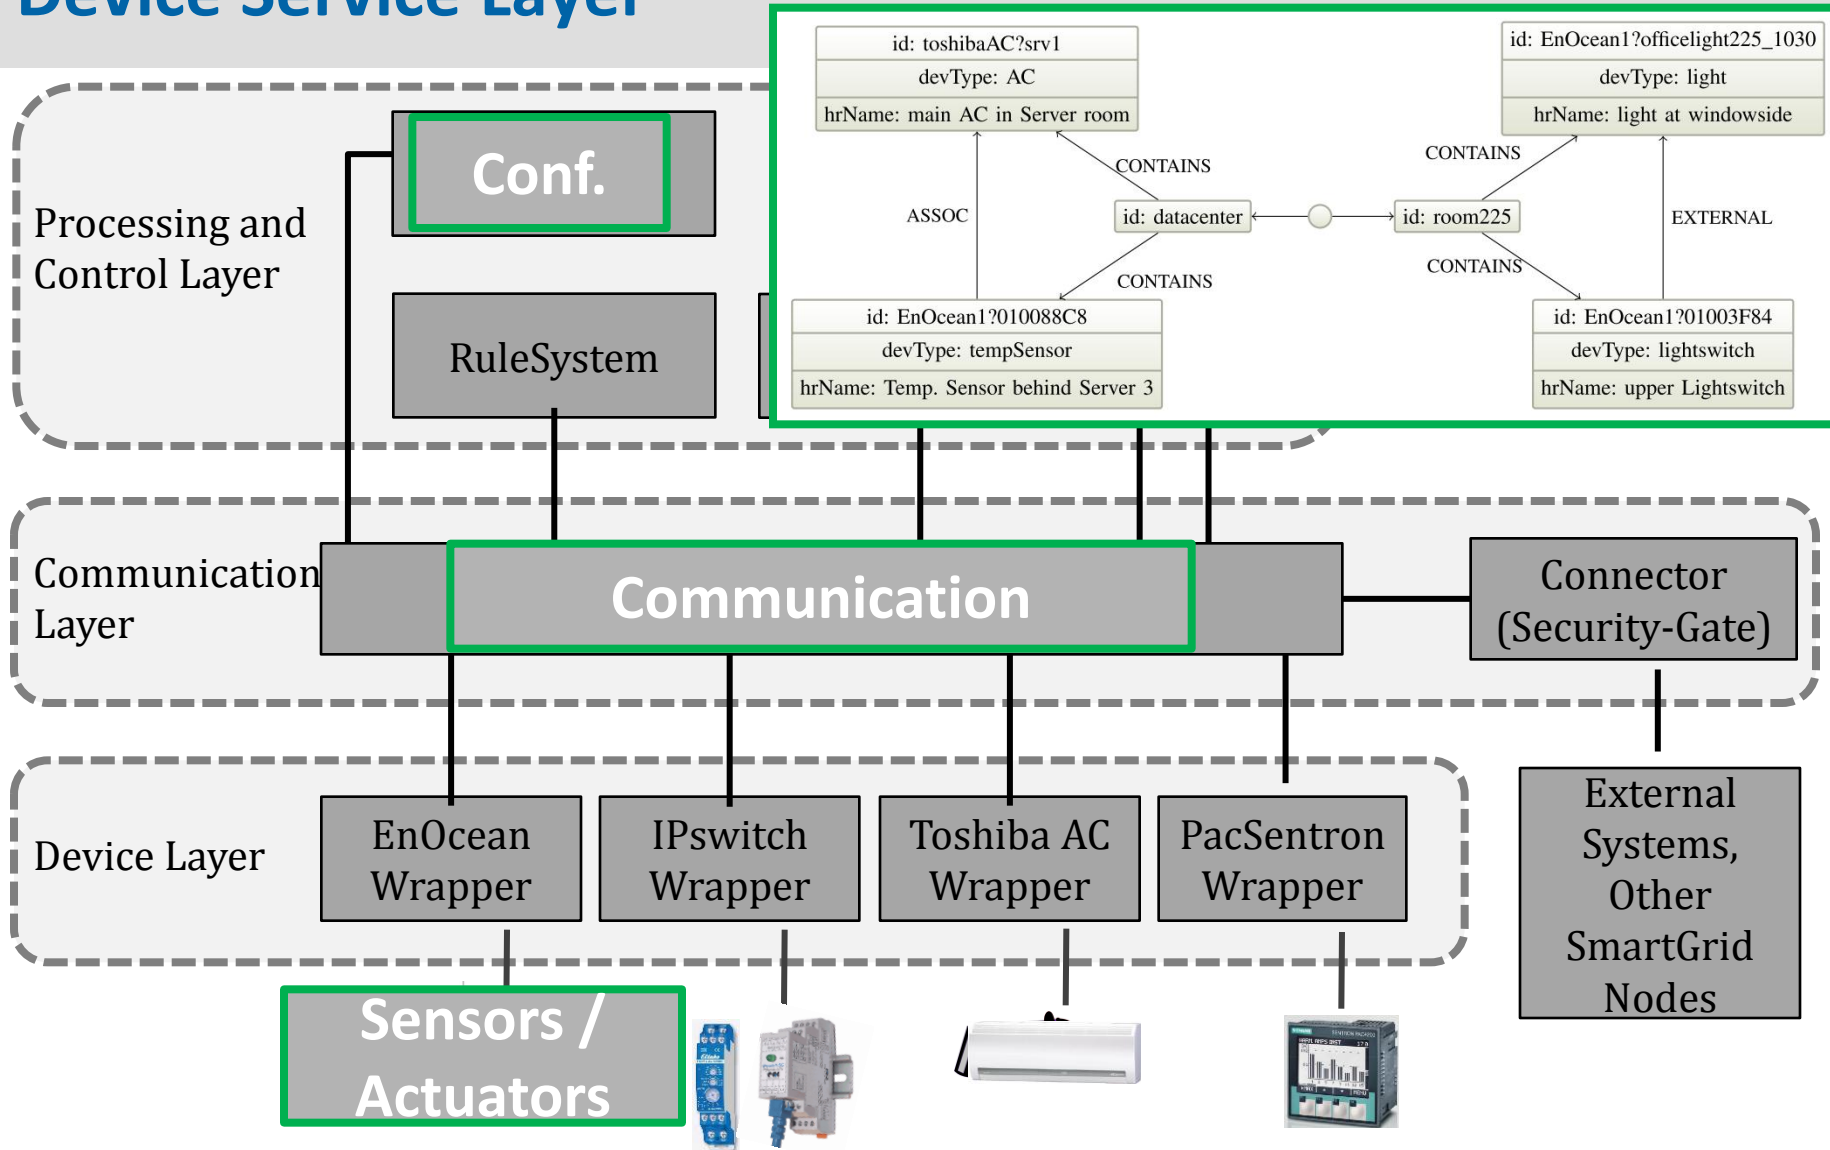 Device Service Layer
id: toshibaAC?srv1
devType: AC
hrName: main AC in Server room
id: EnOcean1?officelight225_1030
devType: light
hrName: light at windowside
CONTAINS
CONTAINS
ASSOC
id: datacenter
id: room225
EXTERNAL
CONTAINS
CONTAINS
id: EnOcean1?010088C8
devType: tempSensor
hrName: Temp. Sensor behind Server 3
id: EnOcean1?01003F84
devType: lightswitch
hrName: upper Lightswitch
Processing and
Control Layer
Conf.
RuleSystem
Communication
Layer
Communication
Connector
(Security-Gate)
Device Layer
EnOcean
Wrapper
IPswitch
Wrapper
Toshiba AC
Wrapper
PacSentron
Wrapper
External
Systems,
Other
SmartGrid
Nodes
Sensors /
Actuators